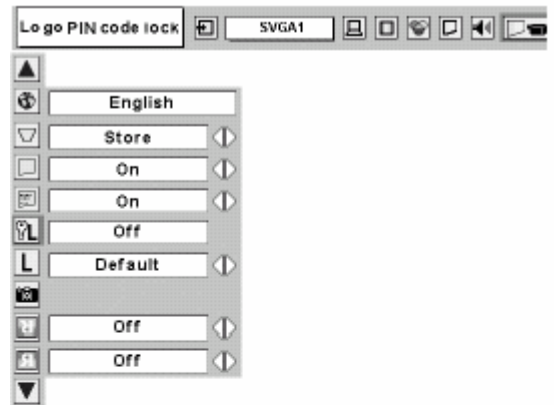 Logo PIN code lock SVGA1
English
Store
On
On
L Off
L Default
Off
Off